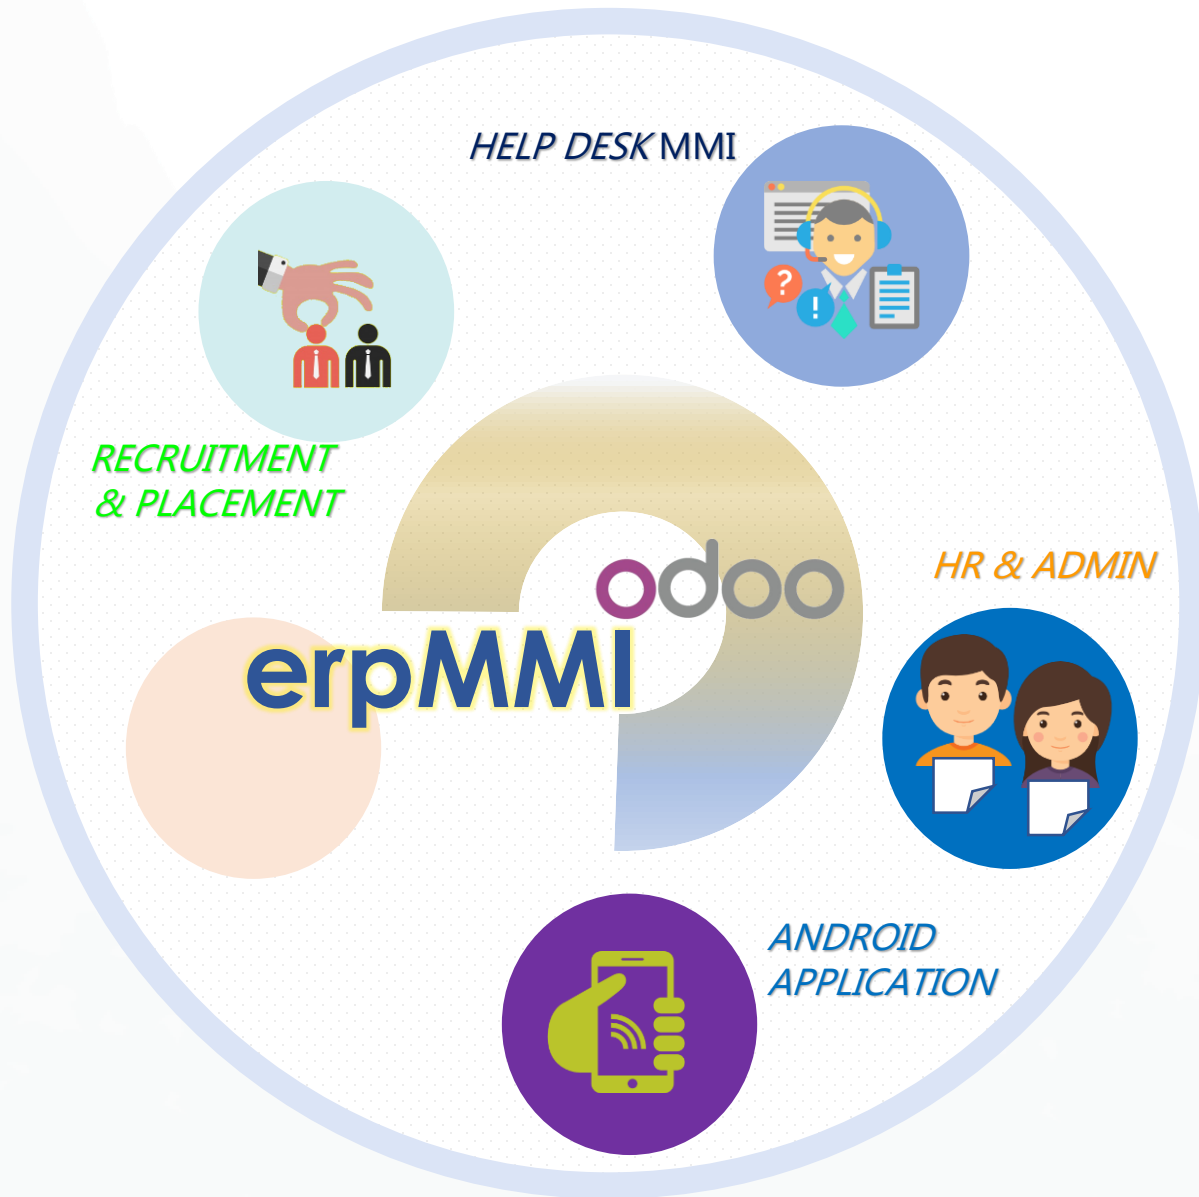 HELP DESK MMI
RECRUITMENT
& PLACEMENT
odoo
HR & ADMIN
erpMMI
ANDROID
APPLICATION
? !